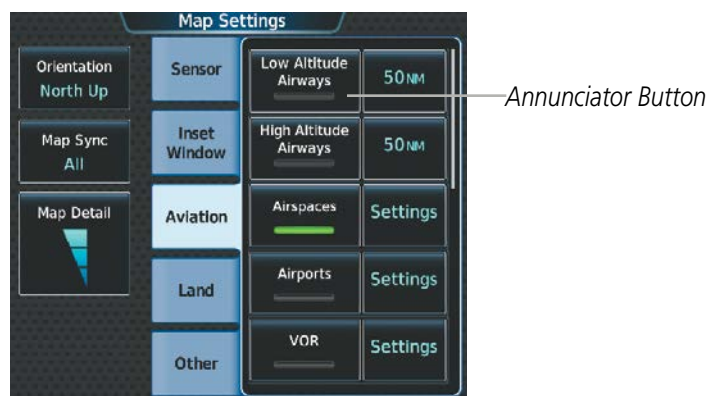 Map Settings
Orientation
North Up
Map Sync
All
Map Detail
Sensor
Inset
Window
Aviation
Land
Other
Low Altitude
Airways
50NM
High Altitude
Airways
50NM
Airspaces
Settings
Airports
Settings
VOR
Settings
Annunciator Button